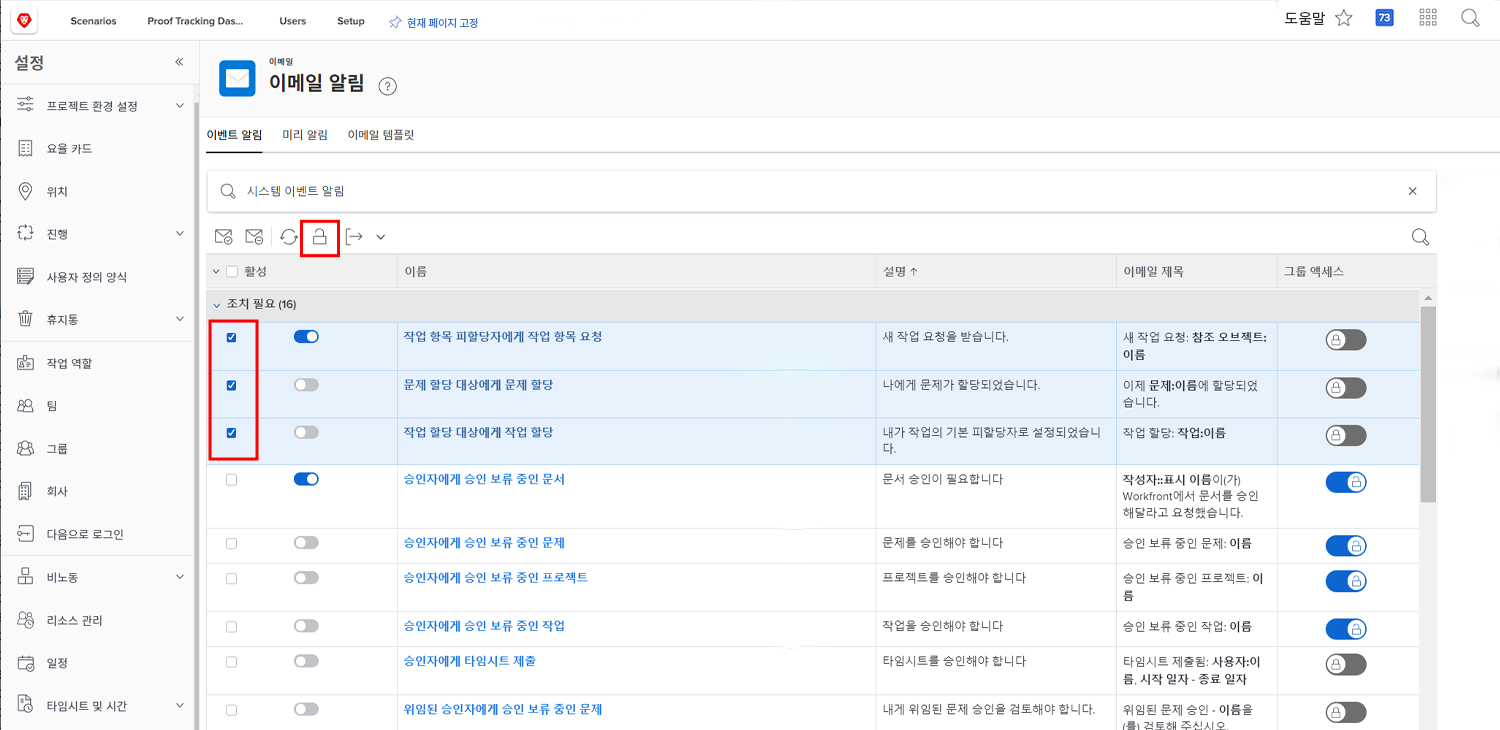 Scenarios
Proof Tracking Das...
Users
Setup
현재 페이지 고정
도움말
73
설정
프로젝트 환경 설정
요율 카드
위치
진행
사용자 정의 양식
휴지통
작업 역할
팀
그룹
회사
다음으로 로그인
비노동
리소스 관리
일정
타임시트 및 시간
이메일
이메일 알림
?
이벤트 알림
미리 알림
이메일 템플릿
시스템 이벤트 알림
활성
이름
설명 ↑
이메일 제목
그룹 액세스
조치 필요 (16)
작업 항목 피할당자에게 작업 항목 요청
새 작업 요청을 받습니다.
새 작업 요청: 참조 오브젝트:
이름
문제 할당 대상에게 문제 할당
나에게 문제가 할당되었습니다.
이제 문제:이름에 할당되었
습니다.
작업 할당 대상에게 작업 할당
내가 작업의 기본 피할당자로 설정되었습니
다.
작업 할당: 작업:이름
승인자에게 승인 보류 중인 문서
문서 승인이 필요합니다
작성자::표시 이름이(가)
Workfront에서 문서를 승인
해달라고 요청했습니다.
승인자에게 승인 보류 중인 문제
문제를 승인해야 합니다
승인 보류 중인 문제: 이름
승인자에게 승인 보류 중인 프로젝트
프로젝트를 승인해야 합니다
승인 보류 중인 프로젝트: 이
름
승인자에게 승인 보류 중인 작업
작업을 승인해야 합니다
승인 보류 중인 작업: 이름
승인자에게 타임시트 제출
타임시트를 승인해야 합니다
타임시트 제출됨: 사용자:이
름, 시작 일자 - 종료 일자
위임된 승인자에게 승인 보류 중인 문제
내게 위임된 문제 승인을 검토해야 합니다.
위임된 문제 승인 - 이름을
(를) 검토해 주십시오.